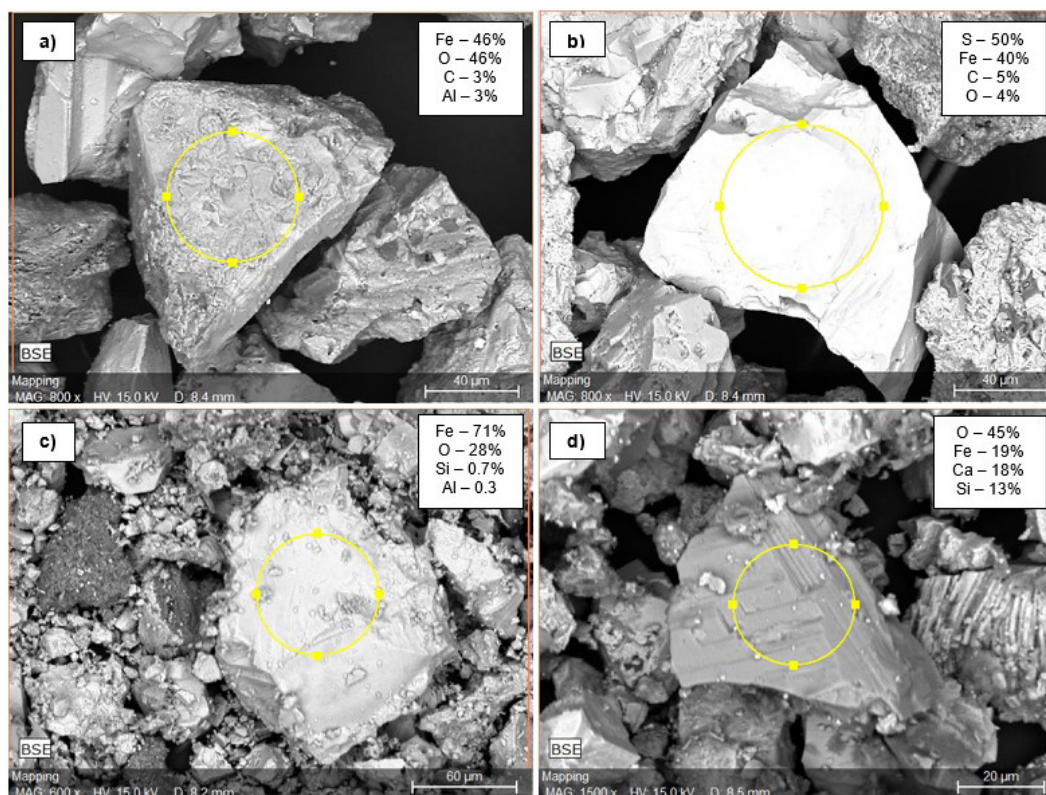 a)
Fe – 46%
O – 46%
C – 3%
Al – 3%
BSE
Mapping
MAG: 800 x HV: 15.0 kV D: 8.4 mm
40 µm
b)
S – 50%
Fe – 40%
C – 5%
O – 4%
BSE
Mapping
MAG: 800 x HV: 15.0 kV D: 8.4 mm
40 µm
c)
Fe – 71%
O – 28%
Si – 0.7%
Al – 0.3
BSE
Mapping
MAG: 600 x HV: 15.0 kV D: 8.2 mm
60 µm
d)
O – 45%
Fe – 19%
Ca – 18%
Si – 13%
BSE
Mapping
MAG: 1500 x HV: 15.0 kV D: 8.5 mm
20 µm